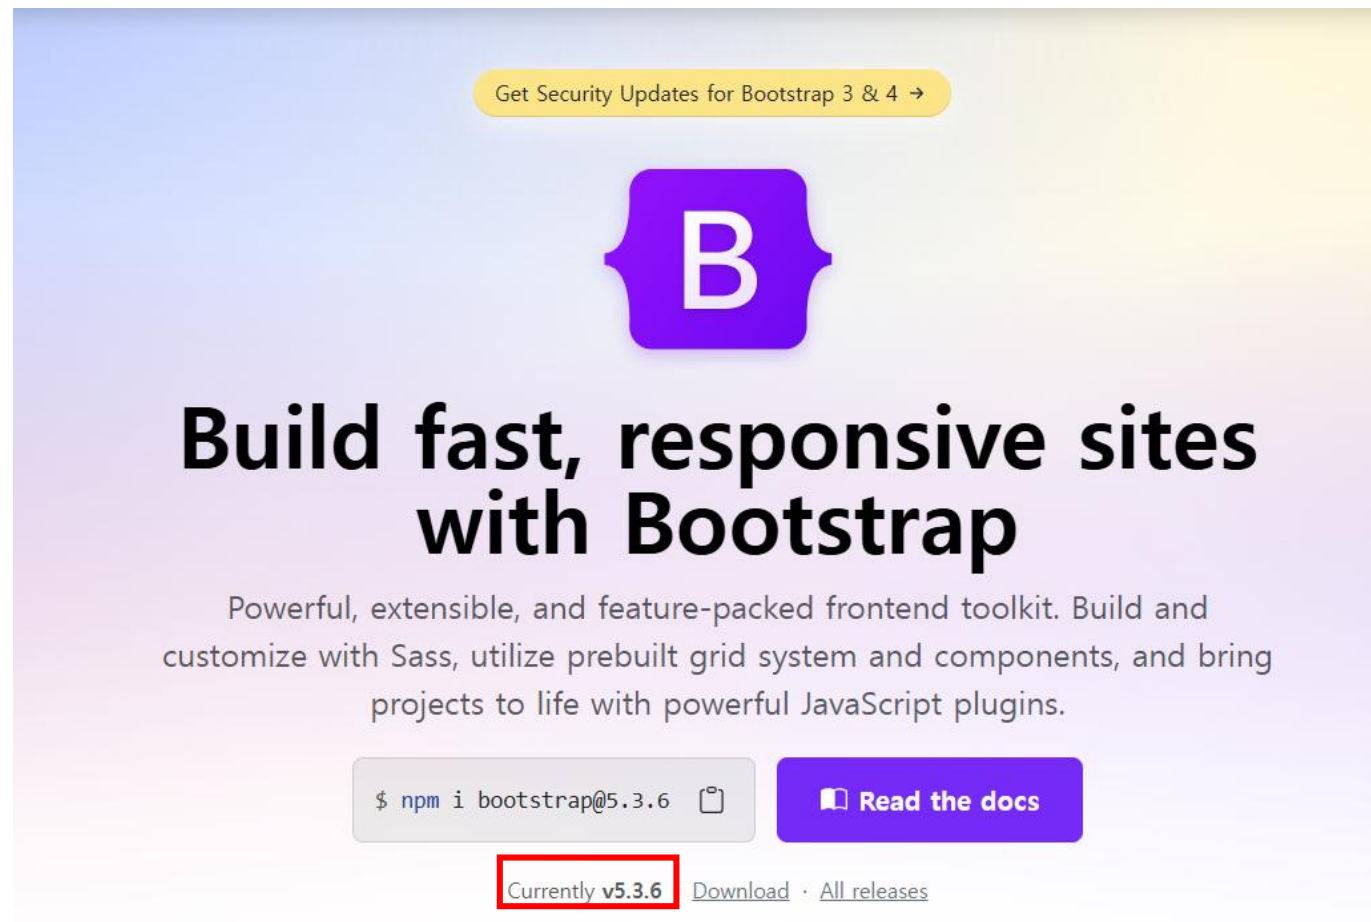 Get Security Updates for Bootstrap 3 & 4 →
B
Build fast, responsive sites
with Bootstrap
Powerful, extensible, and feature-packed frontend toolkit. Build and
customize with Sass, utilize prebuilt grid system and components, and bring
projects to life with powerful JavaScript plugins.
$ npm i bootstrap@5.3.6 Read the docs
Currently v5.3.6 Download · All releases